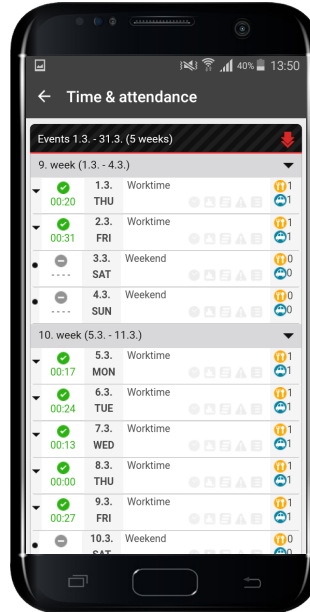 40% 13:50
Time & attendance
Events 1.3. - 31.3. (5 weeks)
9. week (1.3. - 4.3.)
1.3. Worktime 1
00:20 THU 1
2.3. Worktime 1
00:31 FRI 1
3.3. Weekend 0
---- SAT 0
4.3. Weekend 0
---- SUN 0
10. week (5.3. - 11.3.)
5.3. Worktime 1
00:17 MON 1
6.3. Worktime 1
00:24 TUE 1
7.3. Worktime 1
00:13 WED 1
8.3. Worktime 1
00:00 THU 1
9.3. Worktime 1
00:27 FRI 1
10.3. Weekend 0
SAT 0